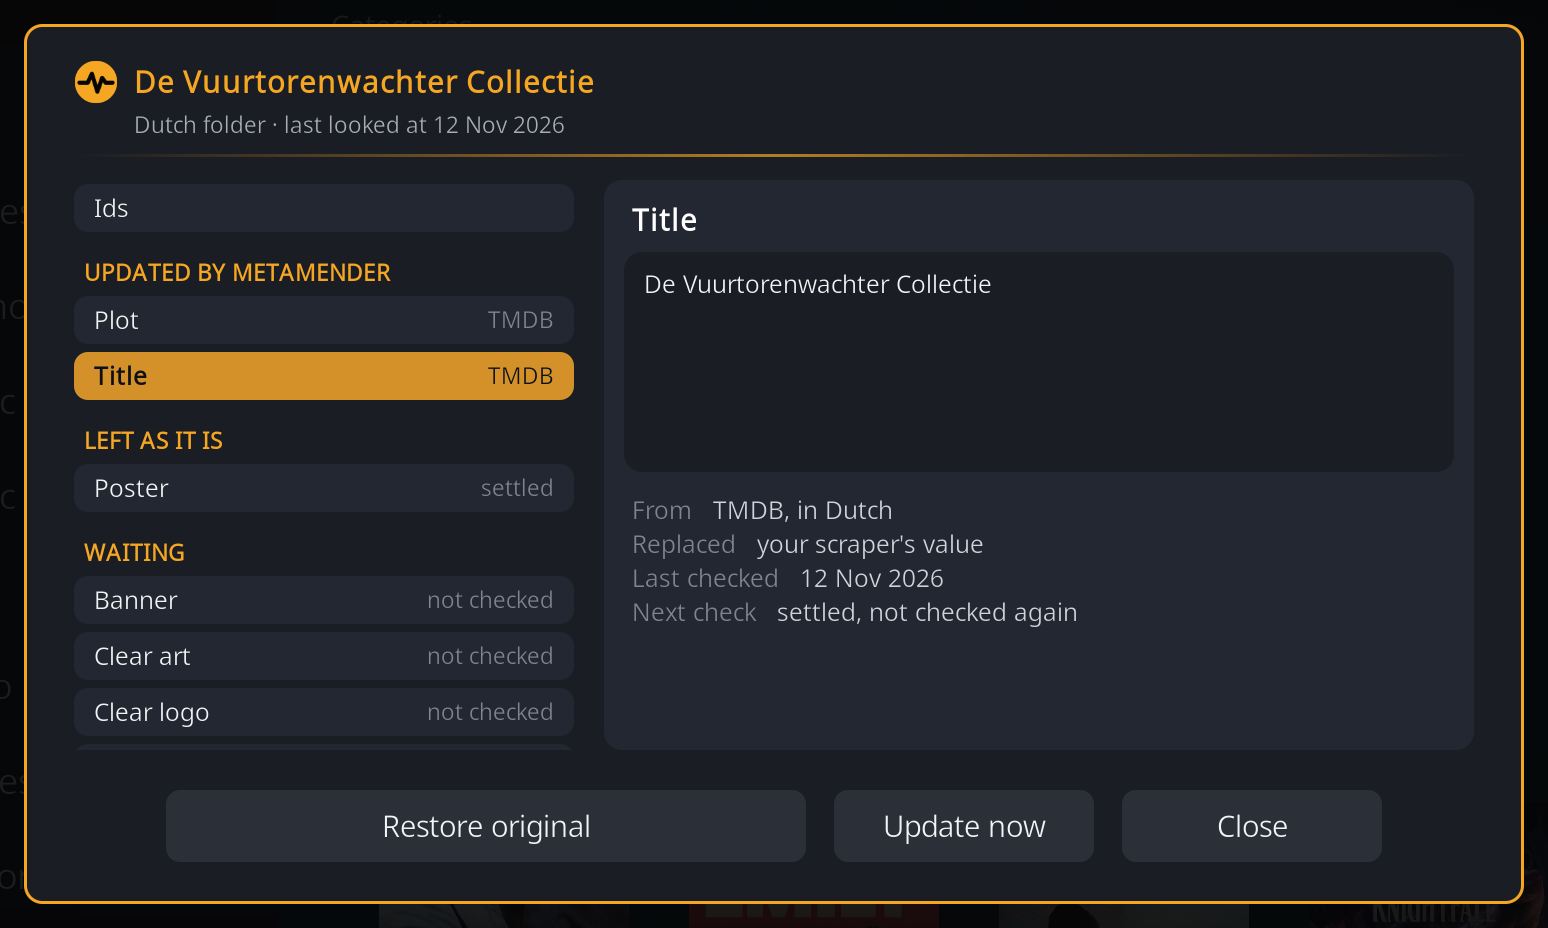 Categories
De Vuurtorenwachter Collectie
Dutch folder · last looked at 12 Nov 2026
Ids
UPDATED BY METAMENDER
Plot TMDB
Title TMDB
LEFT AS IT IS
Poster settled
WAITING
Banner not checked
Clear art not checked
Clear logo not checked
Title
De Vuurtorenwachter Collectie
From TMDB, in Dutch
Replaced your scraper's value
Last checked 12 Nov 2026
Next check settled, not checked again
Restore original
Update now
Close